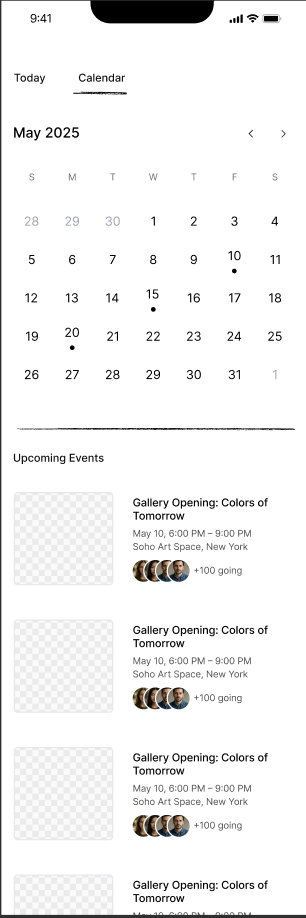 9:41
Today Calendar
May 2025
S M T W T F S
28 29 30 1 2 3 4
5 6 7 8 9 10 11
12 13 14 15 16 17 18
19 20 21 22 23 24 25
26 27 28 29 30 31 1
Upcoming Events
Gallery Opening: Colors of
Tomorrow
May 10, 6:00 PM – 9:00 PM
Soho Art Space, New York
+100 going
Gallery Opening: Colors of
Tomorrow
May 10, 6:00 PM – 9:00 PM
Soho Art Space, New York
+100 going
Gallery Opening: Colors of
Tomorrow
May 10, 6:00 PM – 9:00 PM
Soho Art Space, New York
+100 going
Gallery Opening: Colors of
Tomorrow